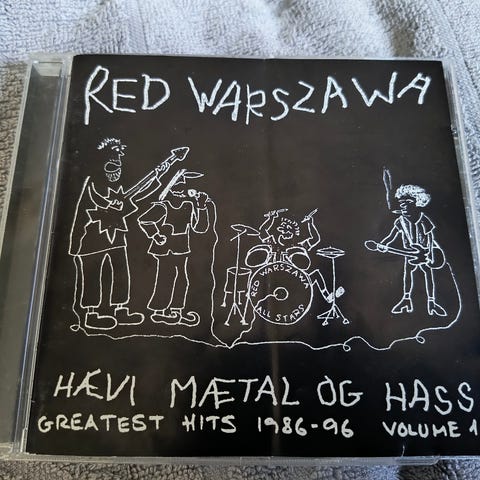 RED WARSZAWA
RED WARSZAWA
ALL STARS
HÆVI MÆTAL OG HASS
GREATEST HITS 1986-96 VOLUME 1